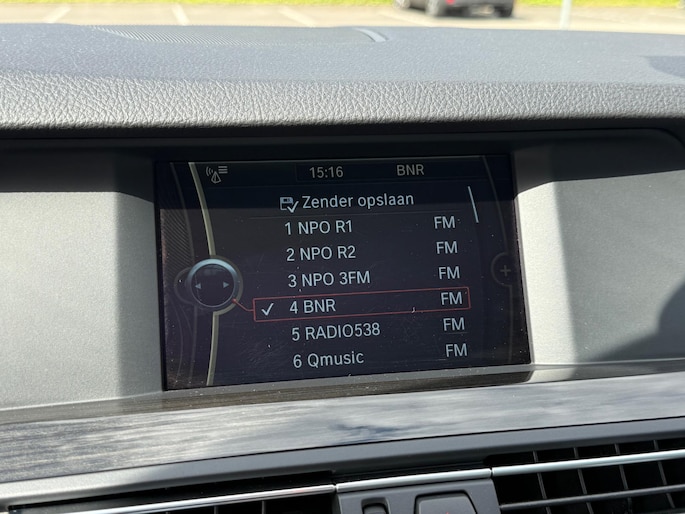 15:16 BNR
Zender opslaan
1 NPO R1 FM
2 NPO R2 FM
3 NPO 3FM FM
4 BNR FM
5 RADIO538 FM
6 Qmusic FM